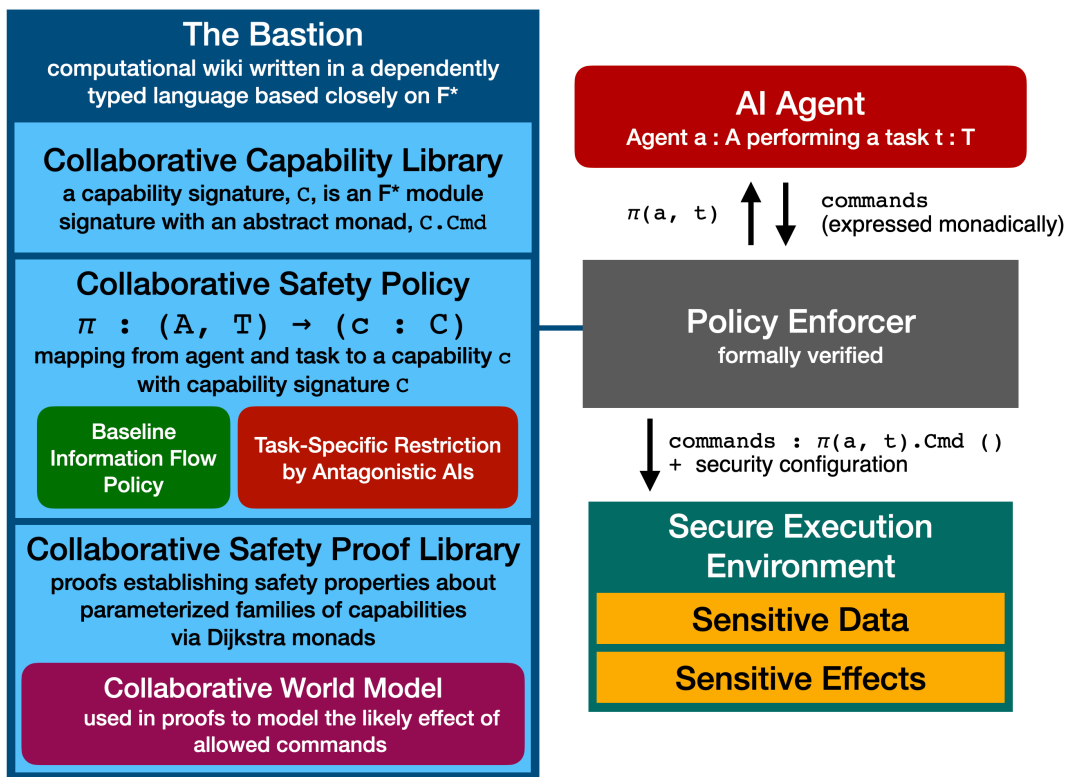 The Bastion
computational wiki written in a dependently
typed language based closely on F*
Collaborative Capability Library
a capability signature, C, is an F* module
signature with an abstract monad, C.Cmd
Collaborative Safety Policy
π : (A, T) → (c : C)
mapping from agent and task to a capability c
with capability signature C
Baseline
Information Flow
Policy
Task-Specific Restriction
by Antagonistic AIs
Collaborative Safety Proof Library
proofs establishing safety properties about
parameterized families of capabilities
via Dijkstra monads
Collaborative World Model
used in proofs to model the likely effect of
allowed commands
AI Agent
Agent a : A performing a task t : T
π(a, t)
commands
(expressed monadically)
Policy Enforcer
formally verified
commands : π(a, t).Cmd ()
+ security configuration
Secure Execution
Environment
Sensitive Data
Sensitive Effects